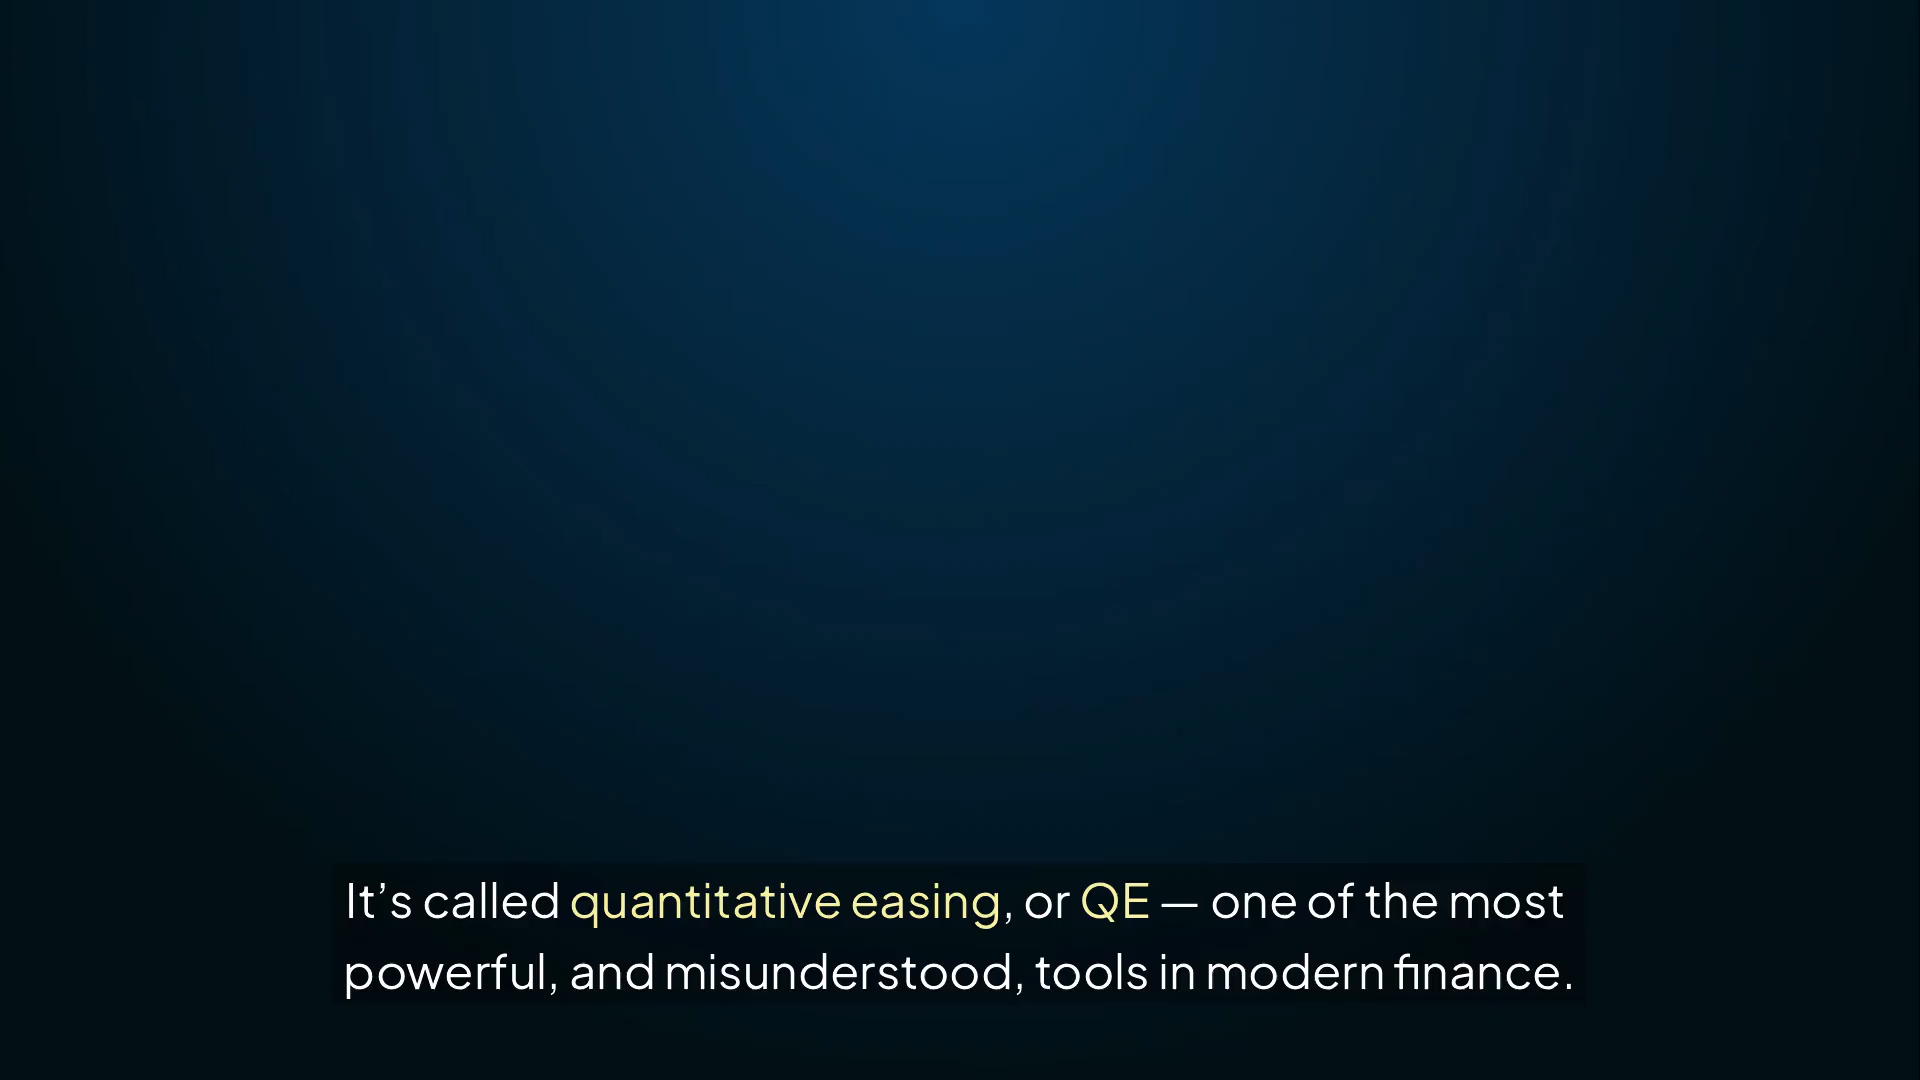 It’s called quantitative easing, or QE — one of the most
powerful, and misunderstood, tools in modern finance.